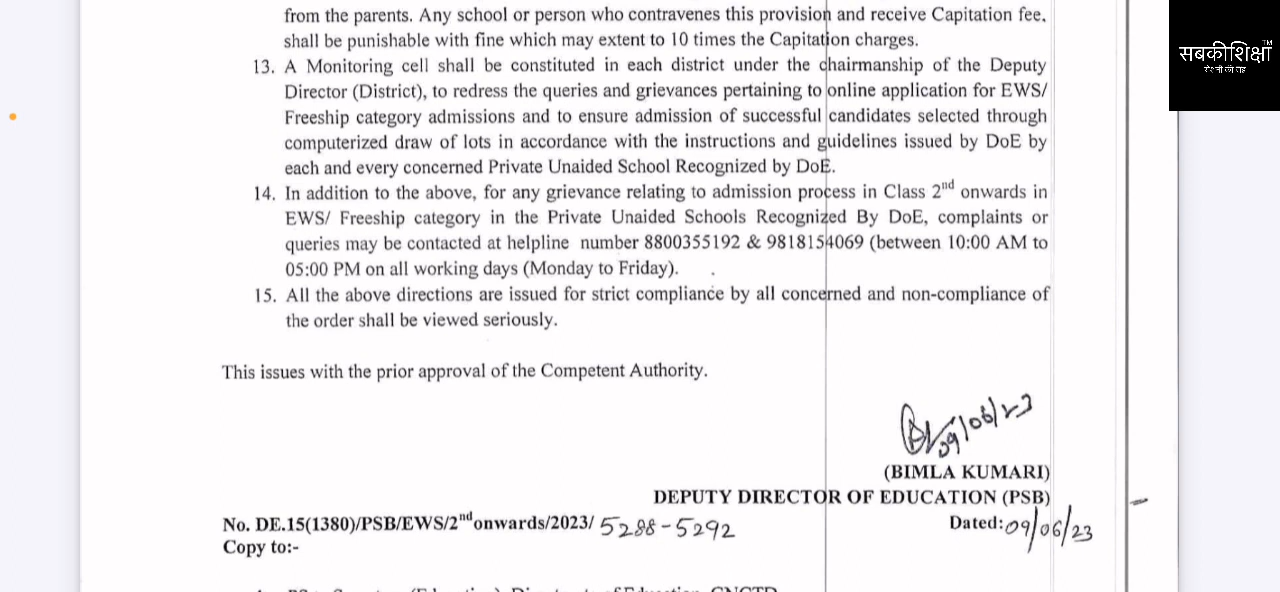 from the parents. Any school or person who contravenes this provision and receive Capitation fee,
shall be punishable with fine which may extent to 10 times the Capitation charges.
सबकीशिक्षा TM
रोशनी की राह
13. A Monitoring cell shall be constituted in each district under the chairmanship of the Deputy
Director (District), to redress the queries and grievances pertaining to online application for EWS/
Freeship category admissions and to ensure admission of successful candidates selected through
computerized draw of lots in accordance with the instructions and guidelines issued by DoE by
each and every concerned Private Unaided School Recognized by DoE.
14. In addition to the above, for any grievance relating to admission process in Class 2nd onwards in
EWS/ Freeship category in the Private Unaided Schools Recognized By DoE, complaints or
queries may be contacted at helpline number 8800355192 & 9818154069 (between 10:00 AM to
05:00 PM on all working days (Monday to Friday).
15. All the above directions are issued for strict compliance by all concerned and non-compliance of
the order shall be viewed seriously.
This issues with the prior approval of the Competent Authority.
09/06/23
(BIMLA KUMARI)
DEPUTY DIRECTOR OF EDUCATION (PSB)
No. DE.15(1380)/PSB/EWS/2nd onwards/2023/ 5288-5292
Dated: 09/06/23
Copy to:-